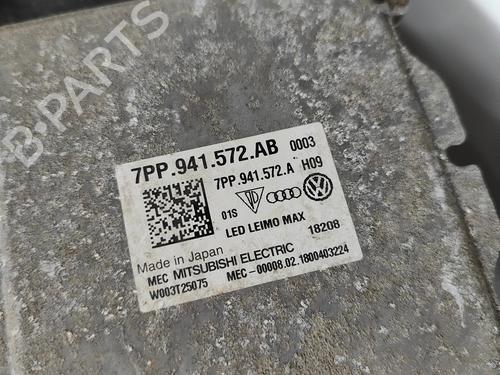 B-PARTS
7PP.941.572.AB 0003
7PP.941.572.A H09
01S
LED LEIMO MAX 18208
Made in Japan
MEC MITSUBISHI ELECTRIC
W003T25075 MEC-00008.02.1800403224